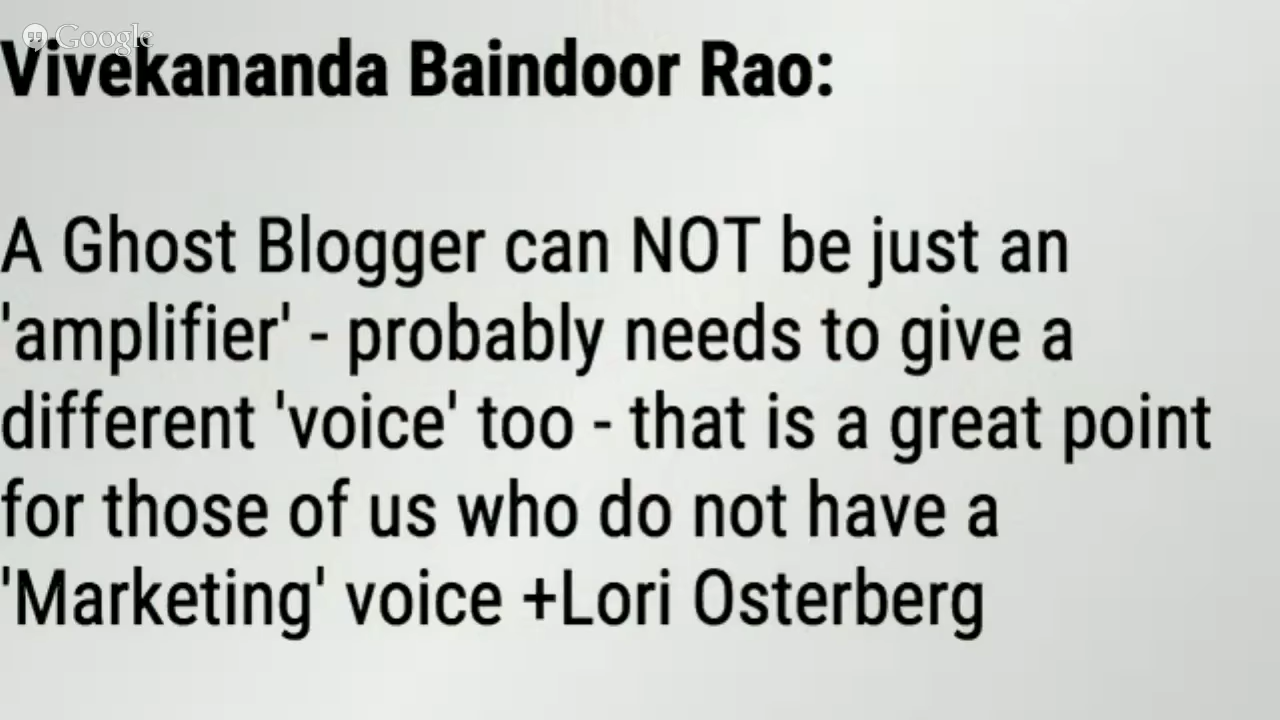 Google
Vivekananda Baindoor Rao:
A Ghost Blogger can NOT be just an
'amplifier' - probably needs to give a
different 'voice' too - that is a great point
for those of us who do not have a
'Marketing' voice +Lori Osterberg